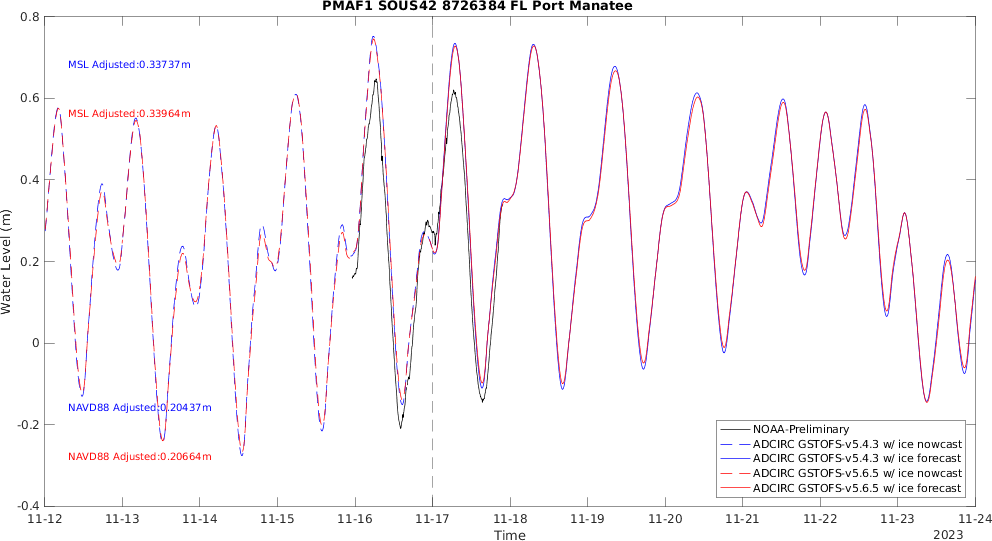 PMAF1 SOUS42 8726384 FL Port Manatee
Water Level (m)
0.8
0.6
0.4
0.2
0
-0.2
-0.4
MSL Adjusted:0.33737m
MSL Adjusted:0.33964m
NAVD88 Adjusted:0.20437m
NAVD88 Adjusted:0.20664m
NOAA-Preliminary
ADCIRC GSTOFS-v5.4.3 w/ ice nowcast
ADCIRC GSTOFS-v5.4.3 w/ ice forecast
ADCIRC GSTOFS-v5.6.5 w/ ice nowcast
ADCIRC GSTOFS-v5.6.5 w/ ice forecast
11-12 11-13 11-14 11-15 11-16 11-17 11-18 11-19 11-20 11-21 11-22 11-23 11-24
Time
2023